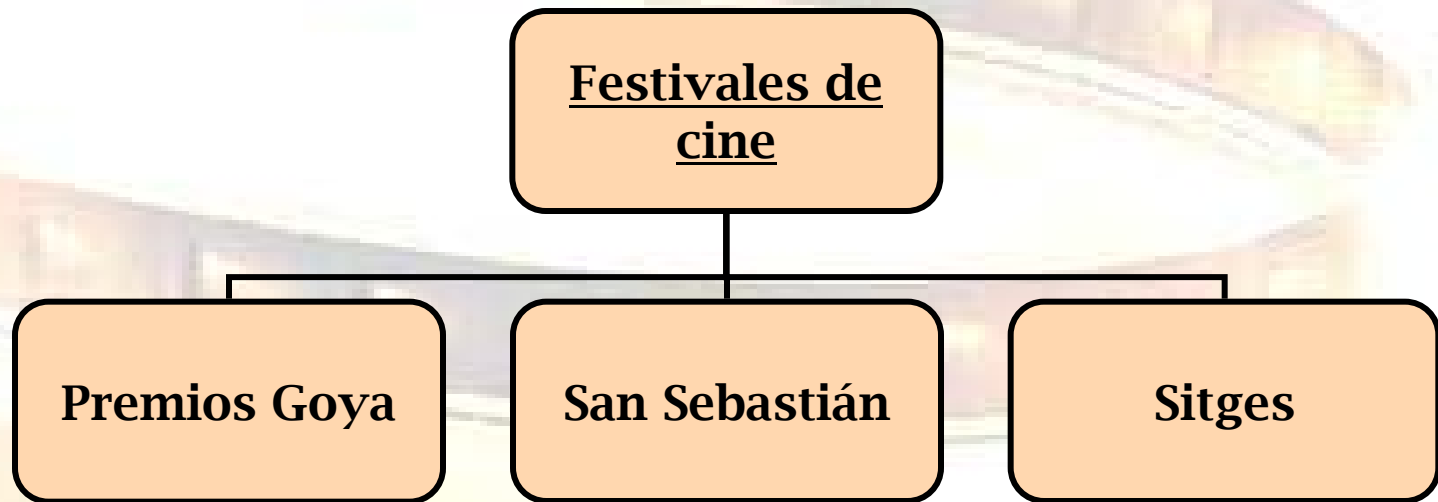 Festivales de
cine
Premios Goya
San Sebastián
Sitges